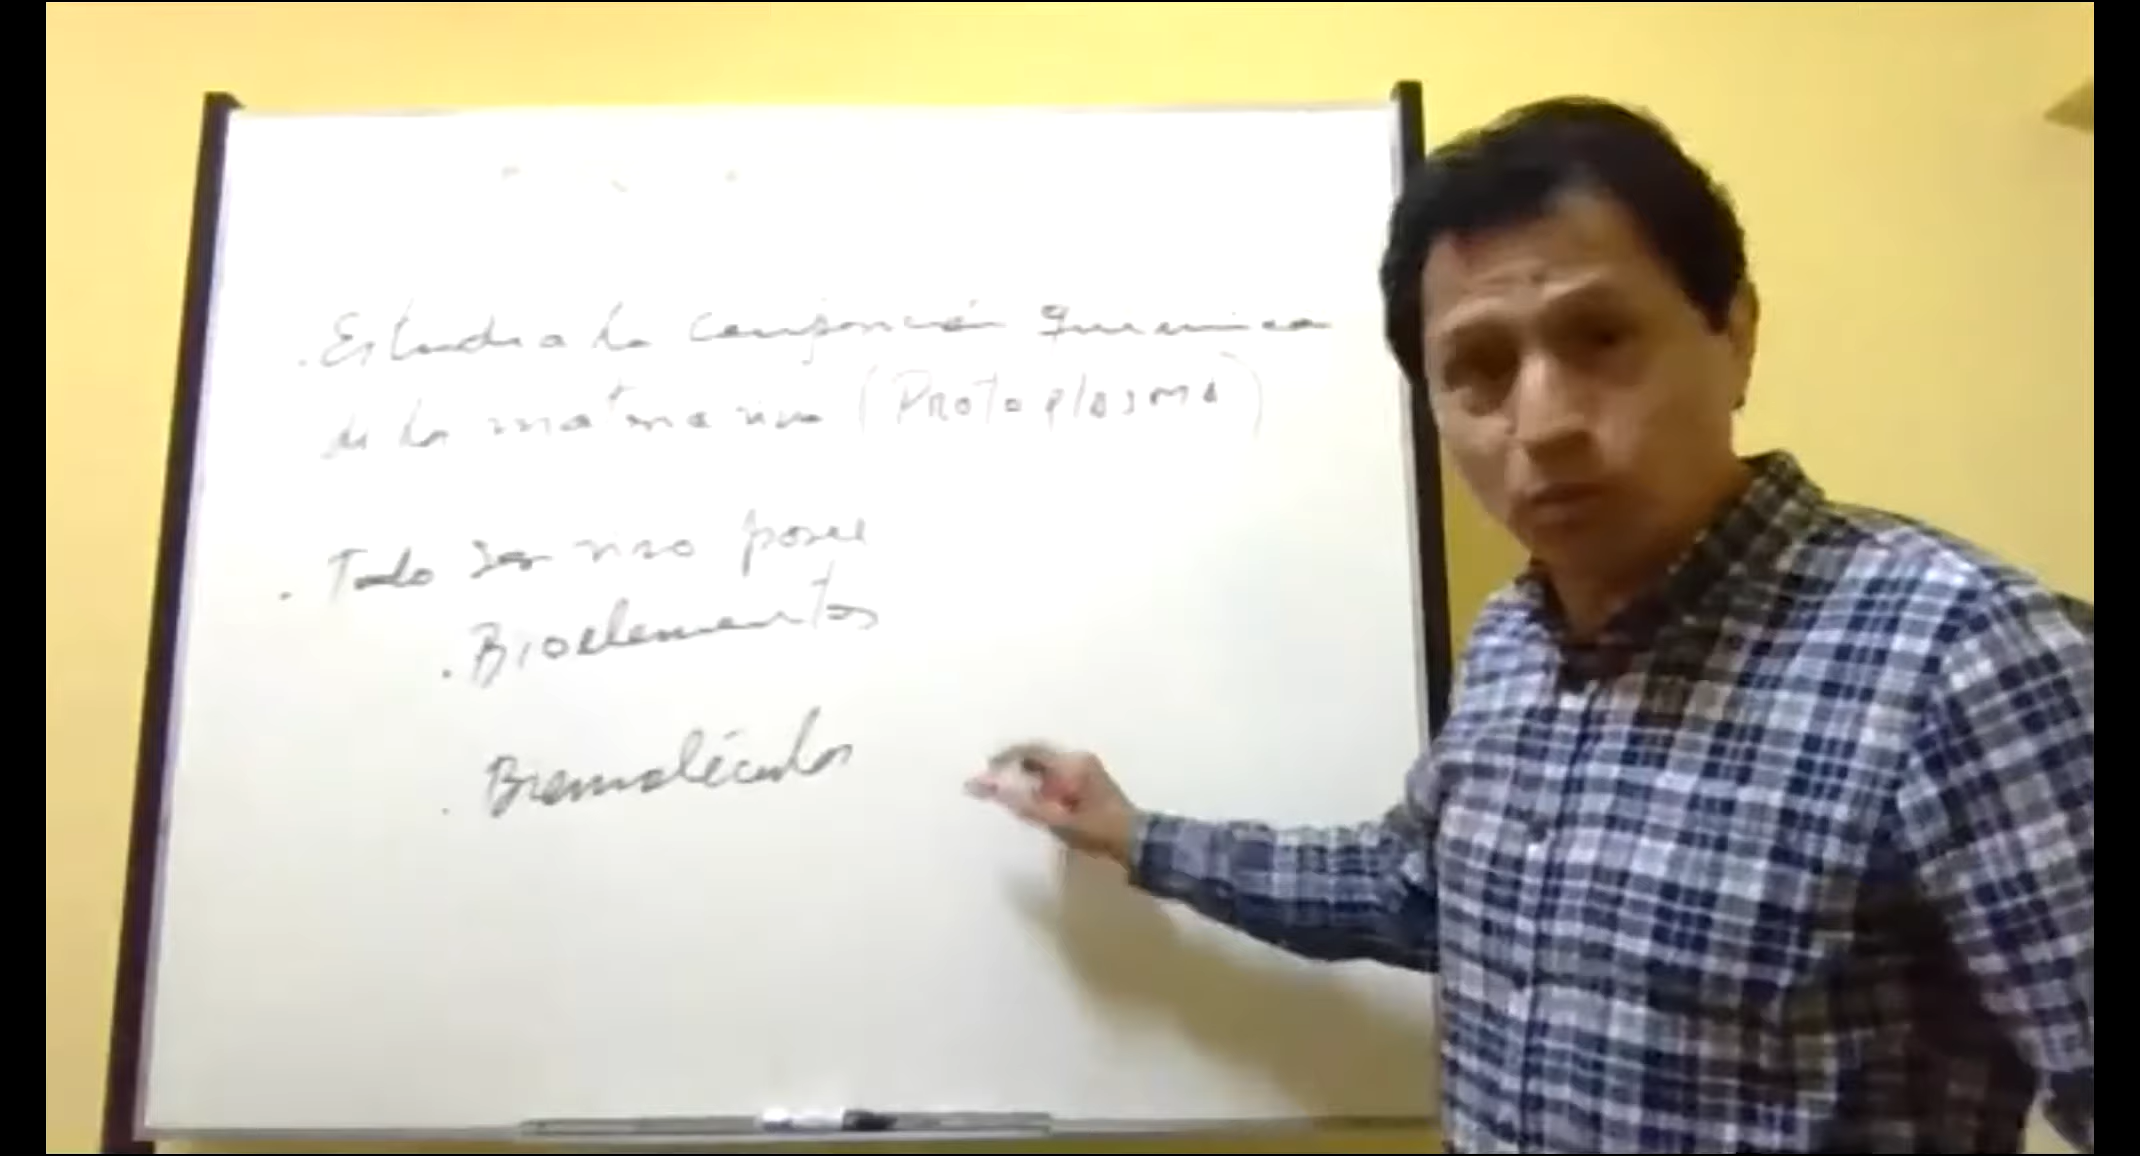 . Estudia la composición química
de la materia viva (PROTOPLASMA)
. Todo ser vivo posee
. Bioelementos
. Biomoléculas